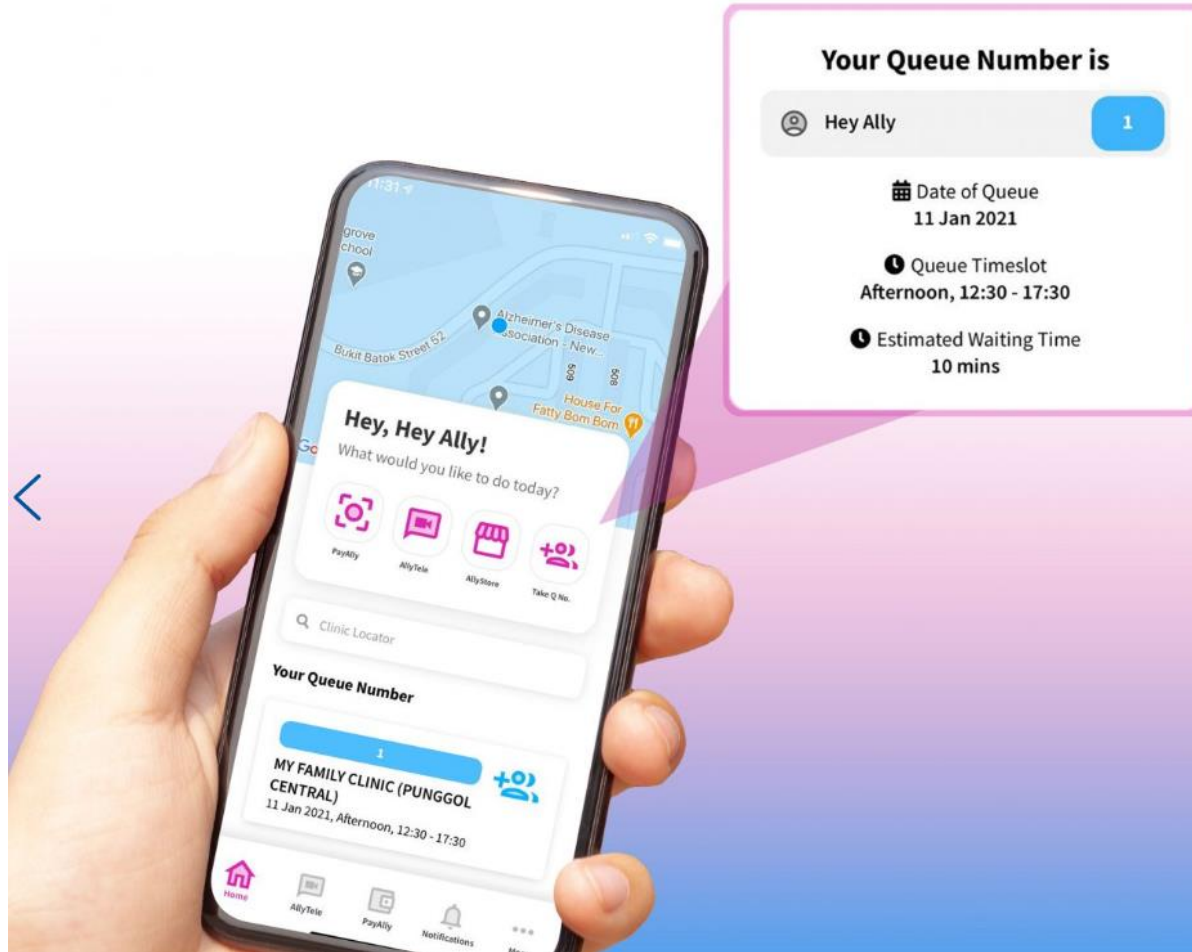 Your Queue Number is
Hey Ally
1
Date of Queue
11 Jan 2021
Queue Timeslot
Afternoon, 12:30 - 17:30
Estimated Waiting Time
10 mins
11:31
grove
chool
Alzheimer's Disease
- New...
Bukit Batok Street 52
509
508
House For
Fatty Bom Bom
Go
Hey, Hey Ally!
What would you like to do today?
PayAlly
AllyTele
AllyStore
Take Q No.
Clinic Locator
Your Queue Number
1
MY FAMILY CLINIC (PUNGGOL
CENTRAL)
11 Jan 2021, Afternoon, 12:30 - 17:30
Home
AllyTele
PayAlly
Notifications